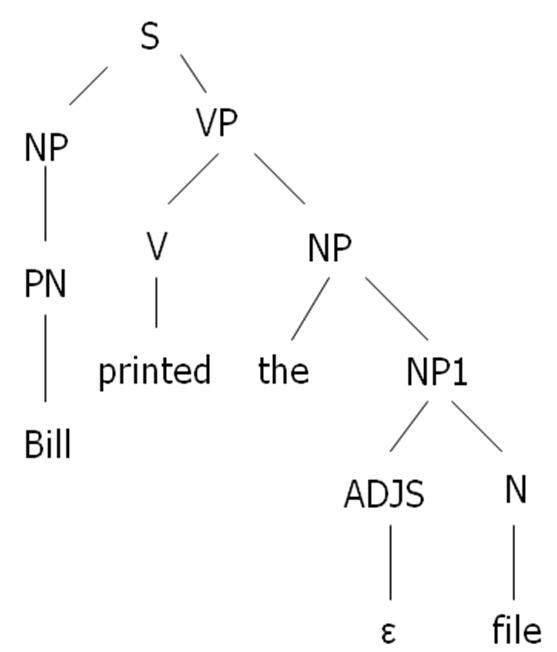 S
NP VP
PN V NP
Bill printed the NP1
ADJS N
ε file